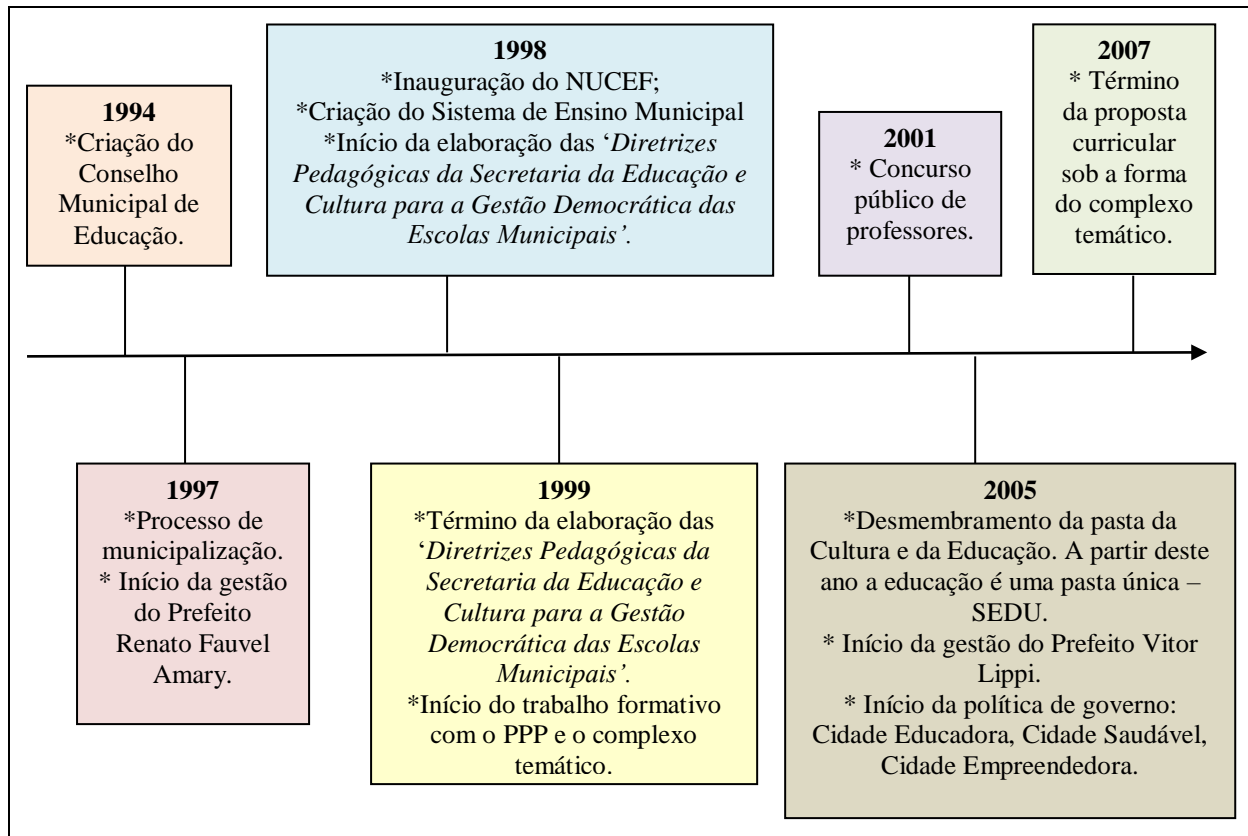 1994
*Criação do
Conselho
Municipal de
Educação.
1998
*Inauguração do NUCEF;
*Criação do Sistema de Ensino Municipal
*Início da elaboração das ‘Diretrizes
Pedagógicas da Secretaria da Educação e
Cultura para a Gestão Democrática das
Escolas Municipais’.
2001
* Concurso
público de
professores.
2007
* Término
da proposta
curricular
sob a forma
do complexo
temático.
1997
*Processo de
municipalização.
* Início da gestão
do Prefeito
Renato Fauvel
Amary.
1999
*Término da elaboração das
‘Diretrizes Pedagógicas da
Secretaria da Educação e
Cultura para a Gestão
Democrática das Escolas
Municipais’.
*Início do trabalho formativo
com o PPP e o complexo
temático.
2005
*Desmembramento da pasta da
Cultura e da Educação. A partir deste
ano a educação é uma pasta única –
SEDU.
* Início da gestão do Prefeito Vitor
Lippi.
* Início da política de governo:
Cidade Educadora, Cidade Saudável,
Cidade Empreendedora.